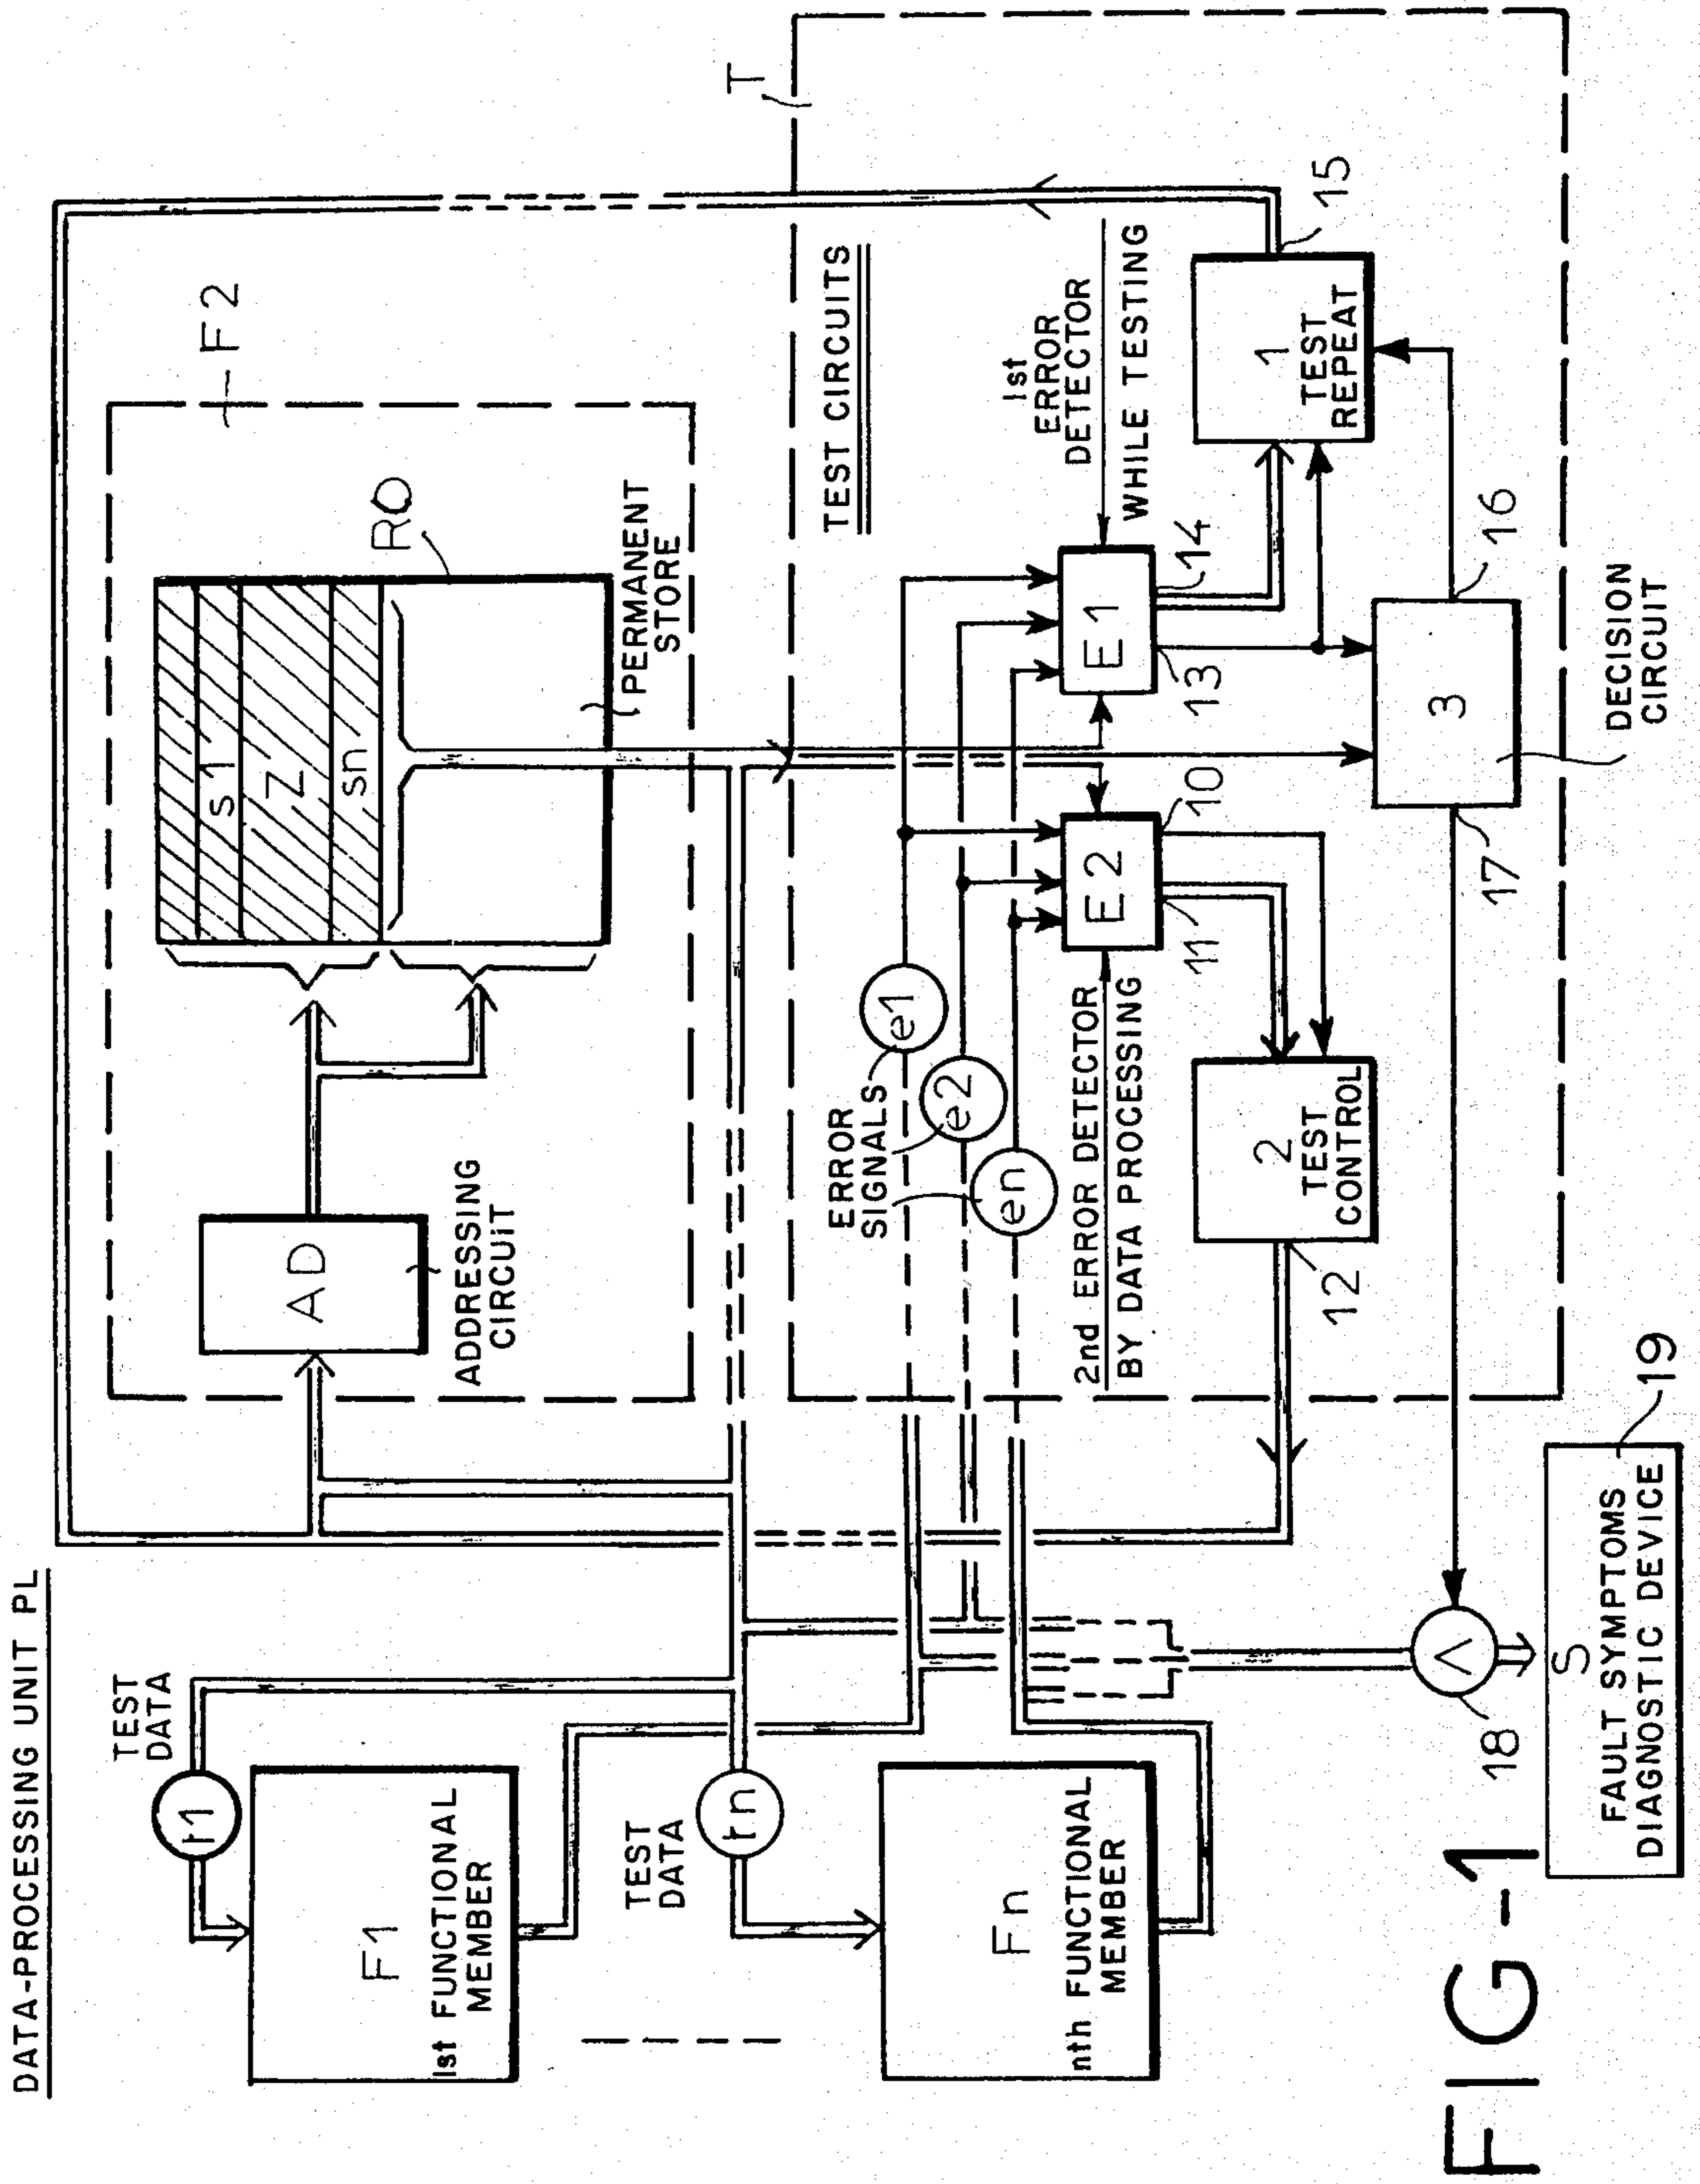 DATA-PROCESSING UNIT PL
TEST
DATA
t1
F1
1st FUNCTIONAL
MEMBER
TEST
DATA
tn
Fn
nth FUNCTIONAL
MEMBER
AD
ADDRESSING
CIRCUIT
s1
Z
sn
RO
PERMANENT
STORE
F2
T
TEST CIRCUITS
ERROR
SIGNALS
e1
e2
en
2nd ERROR DETECTOR
BY DATA PROCESSING
E2
10
11
1st
ERROR
DETECTOR
WHILE TESTING
E1
13
14
2
TEST
CONTROL
12
1
TEST
REPEAT
15
3
16
17
DECISION
CIRCUIT
Λ
18
S
FAULT SYMPTOMS
DIAGNOSTIC DEVICE
19
FIG-1